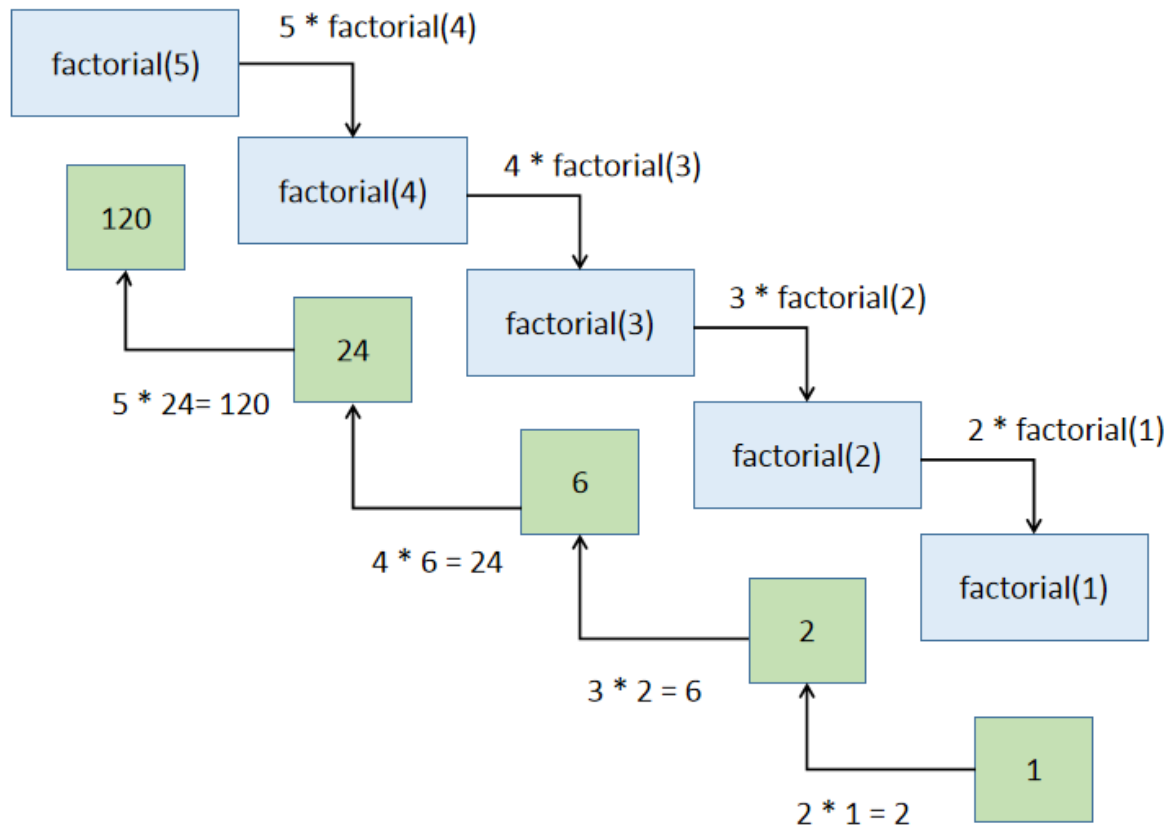 5 * factorial(4)
factorial(5)
4 * factorial(3)
factorial(4)
120
3 * factorial(2)
factorial(3)
24
5 * 24= 120
2 * factorial(1)
factorial(2)
6
4 * 6 = 24
factorial(1)
2
3 * 2 = 6
1
2 * 1 = 2